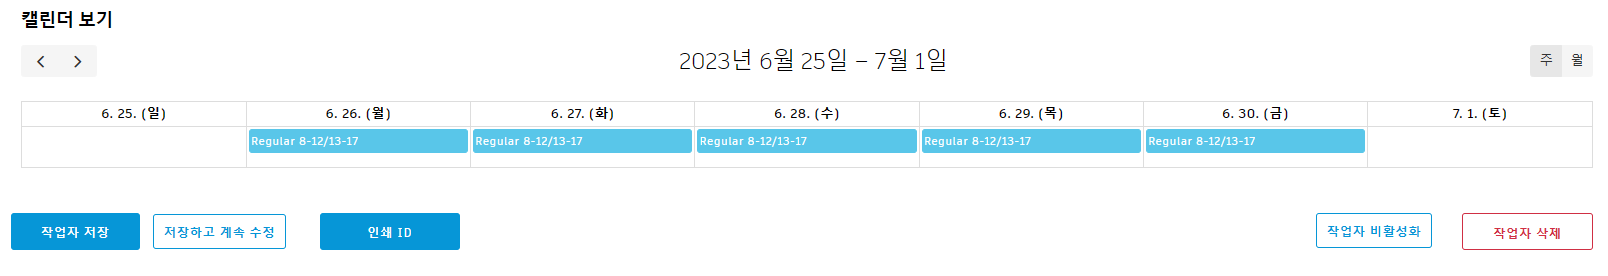 캘린더 보기
2023년 6월 25일 – 7월 1일
주 월
6. 25. (일) 6. 26. (월) 6. 27. (화) 6. 28. (수) 6. 29. (목) 6. 30. (금) 7. 1. (토)
Regular 8-12/13-17 Regular 8-12/13-17 Regular 8-12/13-17 Regular 8-12/13-17 Regular 8-12/13-17
작업자 저장 저장하고 계속 수정 인쇄 ID 작업자 비활성화 작업자 삭제